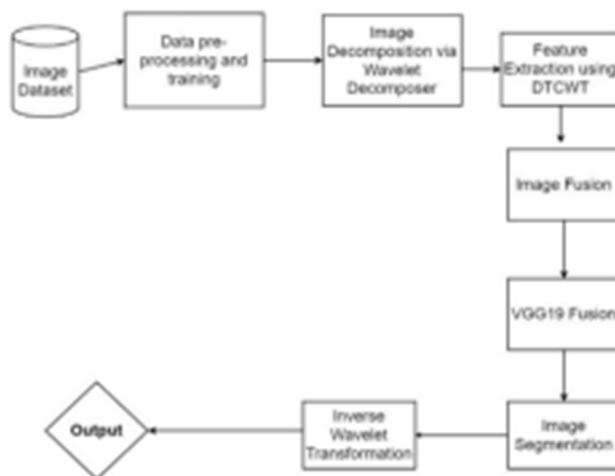 Image
Dataset
Data pre-
processing and
training
Image
Decomposition via
Wavelet
Decomposer
Feature
Extraction using
DTCWT
Image Fusion
VGG19 Fusion
Image
Segmentation
Inverse
Wavelet
Transformation
Output